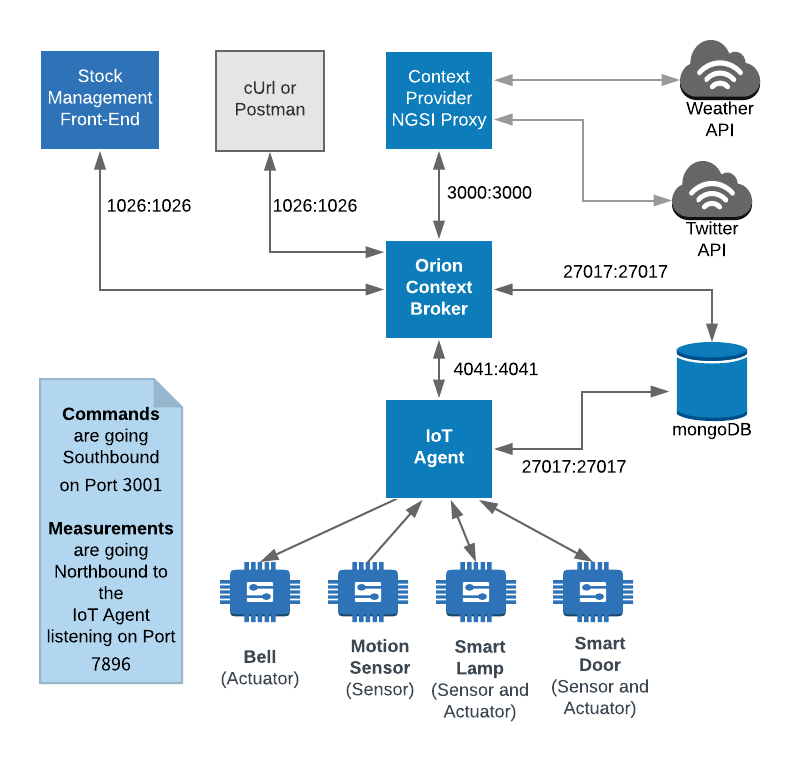 Stock
Management
Front-End
cUrl or
Postman
Context
Provider
NGSI Proxy
Weather
API
1026:1026
1026:1026
3000:3000
Twitter
API
Orion
Context
Broker
27017:27017
4041:4041
mongoDB
IoT
Agent
27017:27017
Commands
are going
Southbound
on Port 3001
Measurements
are going
Northbound to
the
IoT Agent
listening on Port
7896
Bell
(Actuator)
Motion
Sensor
(Sensor)
Smart
Lamp
(Sensor and
Actuator)
Smart
Door
(Sensor and
Actuator)